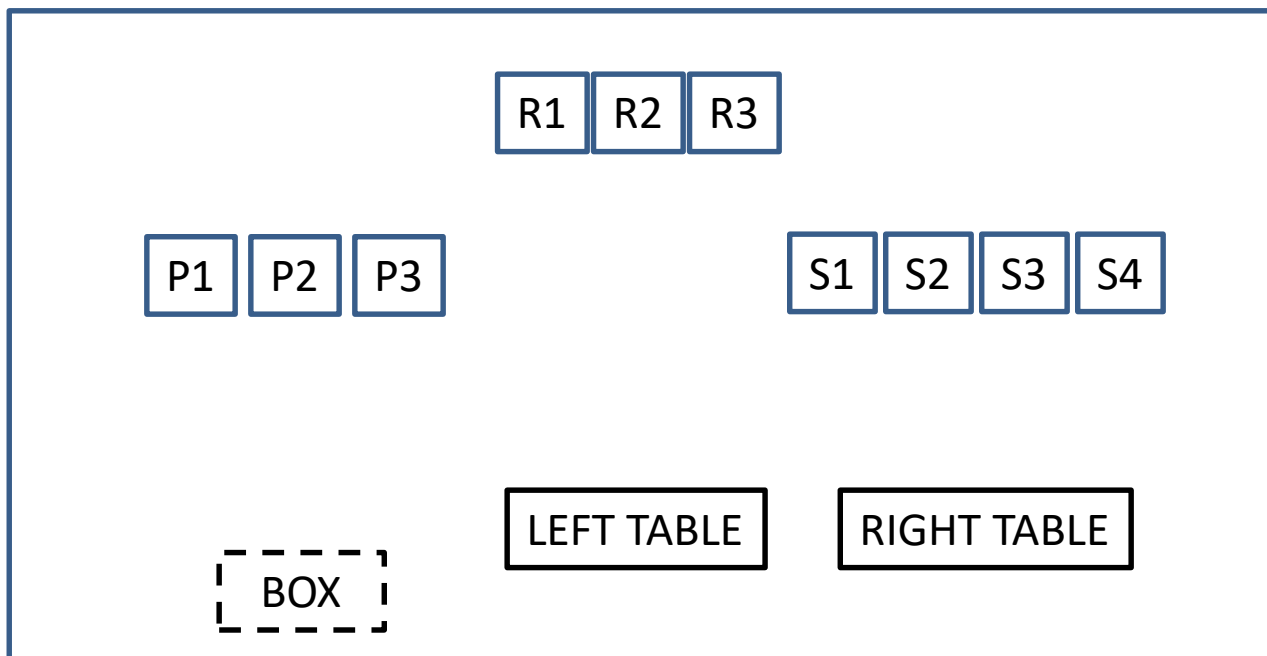 R1 R2 R3
P1 P2 P3
S1 S2 S3 S4
LEFT TABLE
RIGHT TABLE
BOX